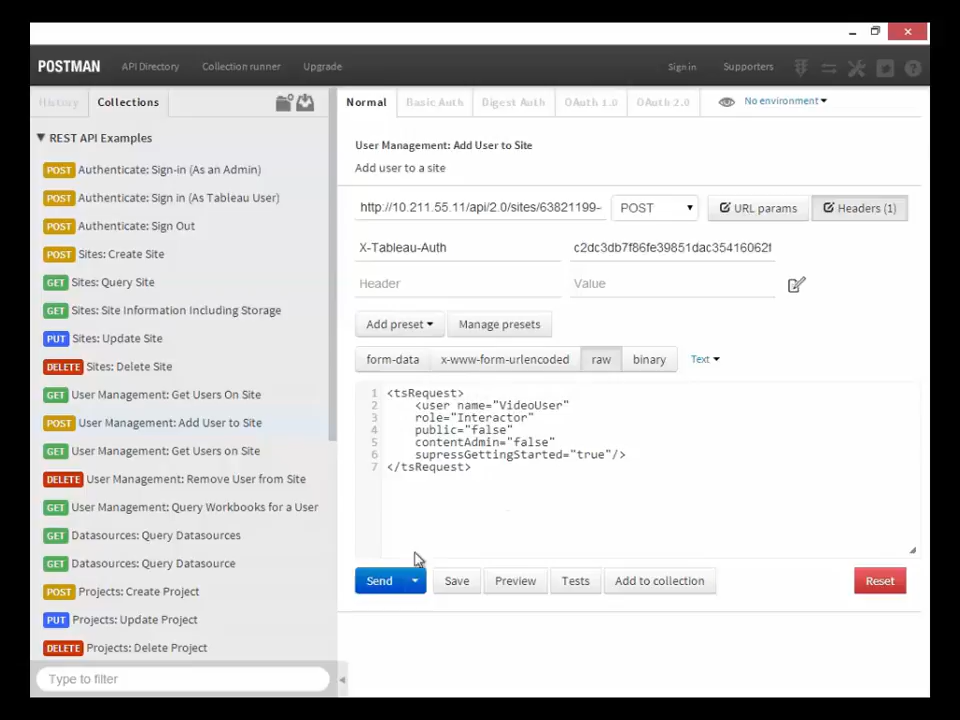 POSTMAN API Directory Collection runner Upgrade Sign in Supporters
History Collections
REST API Examples
POST Authenticate: Sign-in (As an Admin)
POST Authenticate: Sign in (As Tableau User)
POST Authenticate: Sign Out
POST Sites: Create Site
GET Sites: Query Site
GET Sites: Site Information Including Storage
PUT Sites: Update Site
DELETE Sites: Delete Site
GET User Management: Get Users On Site
POST User Management: Add User to Site
GET User Management: Get Users on Site
DELETE User Management: Remove User from Site
GET User Management: Query Workbooks for a User
GET Datasources: Query Datasources
GET Datasources: Query Datasource
POST Projects: Create Project
PUT Projects: Update Project
DELETE Projects: Delete Project
Type to filter
Normal Basic Auth Digest Auth OAuth 1.0 OAuth 2.0 No environment
User Management: Add User to Site
Add user to a site
http://10.211.55.11/api/2.0/sites/63821199- POST URL params Headers (1)
X-Tableau-Auth c2dc3db7f86fe39851dac35416062f
Header Value
Add preset Manage presets
form-data x-www-form-urlencoded raw binary Text
1 <tsRequest>
2 <user name="VideoUser"
3 role="Interactor"
4 public="false"
5 contentAdmin="false"
6 supressGettingStarted="true"/>
7 </tsRequest>
Send Save Preview Tests Add to collection Reset